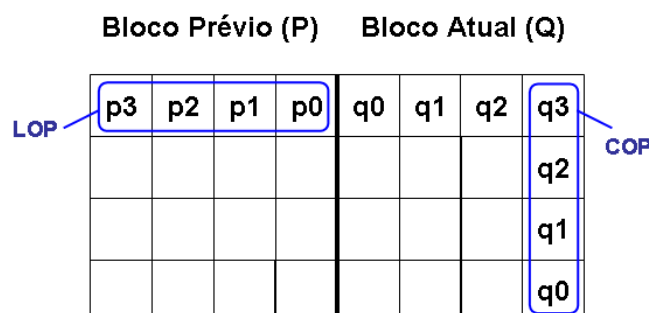 Bloco Prévio (P) Bloco Atual (Q)
p3 p2 p1 p0 q0 q1 q2 q3
LOP
COP
q2
q1
q0